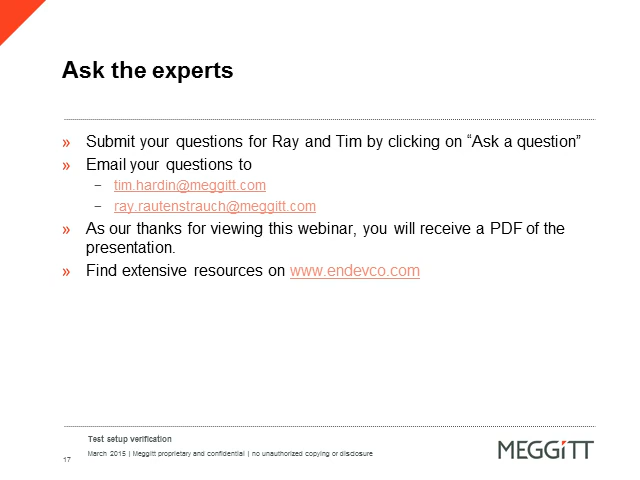 Ask the experts
» Submit your questions for Ray and Tim by clicking on “Ask a question”
» Email your questions to
– tim.hardin@meggitt.com
– ray.rautenstrauch@meggitt.com
» As our thanks for viewing this webinar, you will receive a PDF of the
presentation.
» Find extensive resources on www.endevco.com
Test setup verification
March 2015 | Meggitt proprietary and confidential | no unauthorized copying or disclosure
17
MEGGiTT